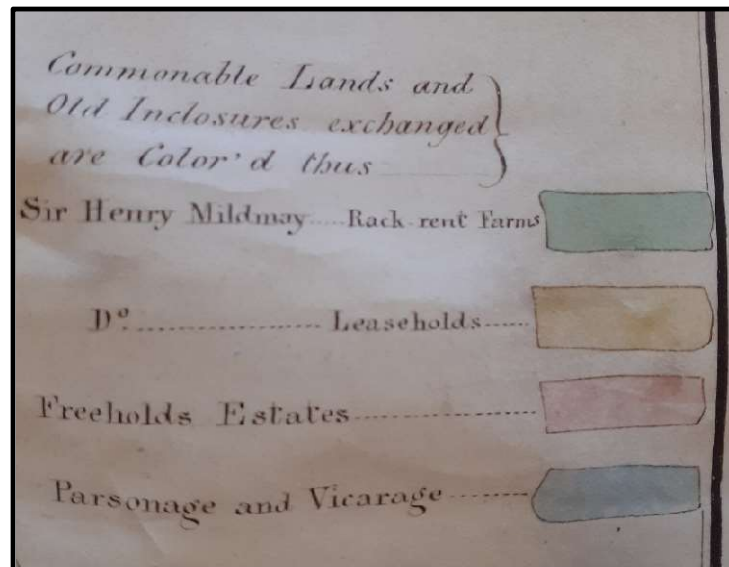 Commonable Lands and
Old Inclosures exchanged
are Color'd thus
Sir Henry Mildmay ..... Rack rent Farms
Dº. ..................... Leaseholds ......
Freeholds Estates ......................
Parsonage and Vicarage ..........